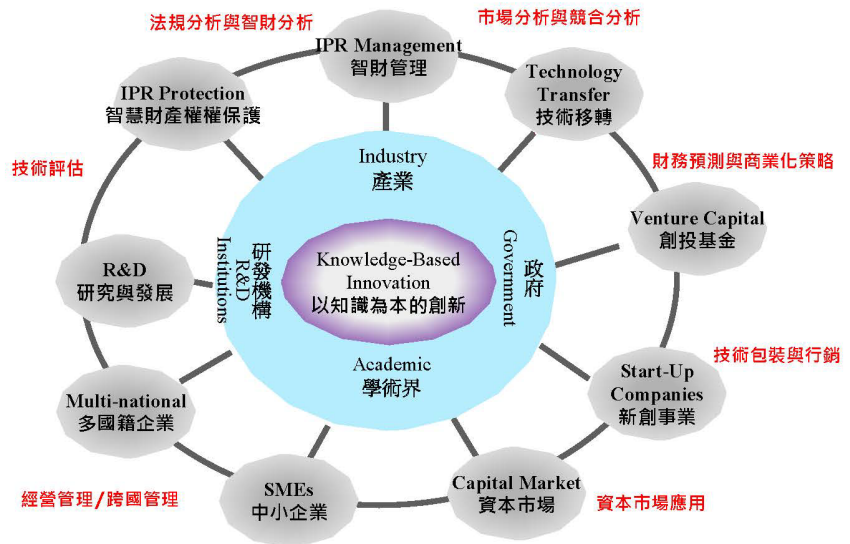 法規分析與智財分析
市場分析與競合分析
IPR Management
智財管理
Technology
Transfer
技術移轉
IPR Protection
智慧財產權權保護
技術評估
財務預測與商業化策略
Industry
產業
Venture Capital
創投基金
Government
政府
研發機構
R&D
Institutions
Knowledge-Based
Innovation
以知識為本的創新
R&D
研究與發展
Academic
學術界
技術包裝與行銷
Start-Up
Companies
新創事業
Multi-national
多國籍企業
Capital Market
資本市場
SMEs
中小企業
經營管理/跨國管理
資本市場應用